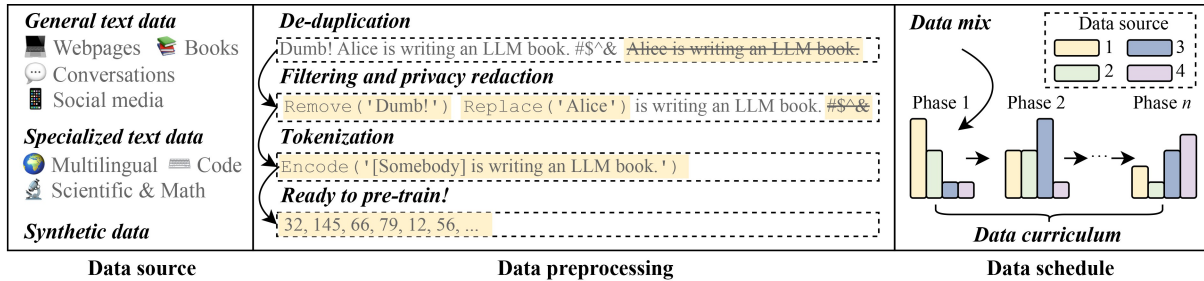 General text data
Webpages Books
Conversations
Social media
Specialized text data
Multilingual Code
Scientific & Math
Synthetic data
Data source
De-duplication
Dumb! Alice is writing an LLM book. #$^& Alice is writing an LLM book.
Filtering and privacy redaction
Remove('Dumb!') Replace('Alice') is writing an LLM book. #$^&
Tokenization
Encode('[Somebody] is writing an LLM book.')
Ready to pre-train!
32, 145, 66, 79, 12, 56, ...
Data preprocessing
Data mix
Data source
1 3
2 4
Phase 1 Phase 2 Phase n
...
Data curriculum
Data schedule